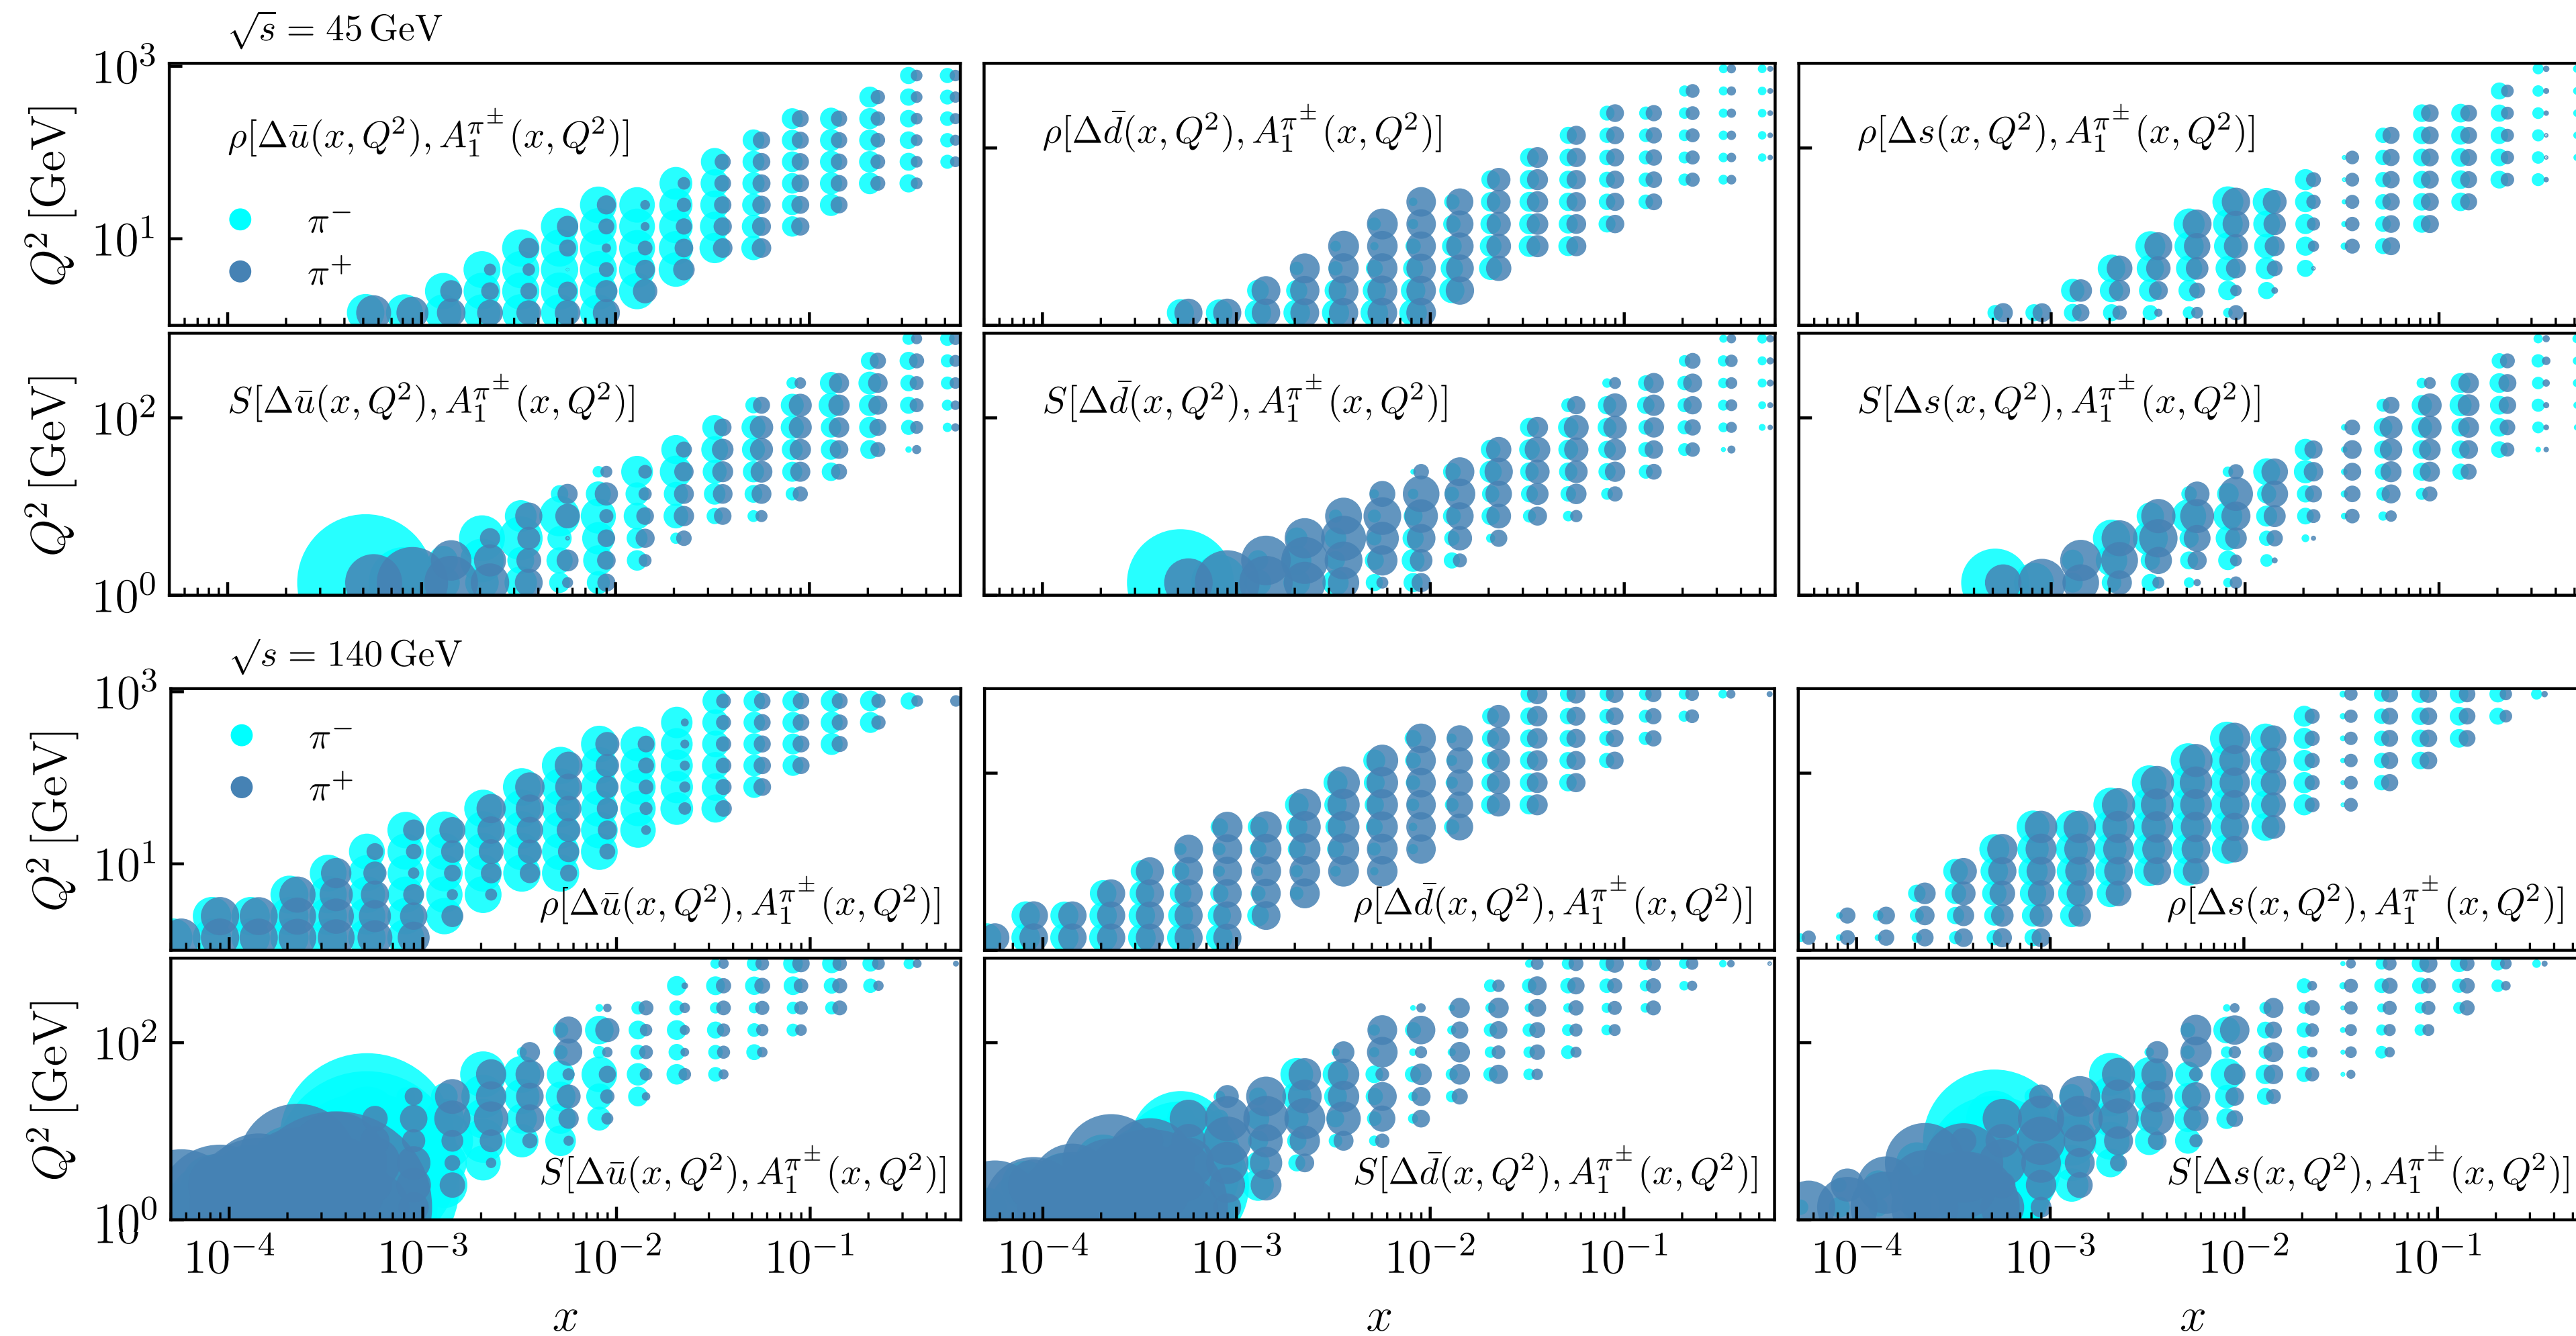 √s = 45 GeV
10³
Q² [GeV]
10¹
ρ[Δū(x, Q²), A₁^{π±}(x, Q²)]
π⁻
π⁺
ρ[Δd̄(x, Q²), A₁^{π±}(x, Q²)]
ρ[Δs(x, Q²), A₁^{π±}(x, Q²)]
Q² [GeV]
10²
10⁰
S[Δū(x, Q²), A₁^{π±}(x, Q²)]
S[Δd̄(x, Q²), A₁^{π±}(x, Q²)]
S[Δs(x, Q²), A₁^{π±}(x, Q²)]
√s = 140 GeV
10³
Q² [GeV]
10¹
π⁻
π⁺
ρ[Δū(x, Q²), A₁^{π±}(x, Q²)]
ρ[Δd̄(x, Q²), A₁^{π±}(x, Q²)]
ρ[Δs(x, Q²), A₁^{π±}(x, Q²)]
Q² [GeV]
10²
10⁰
S[Δū(x, Q²), A₁^{π±}(x, Q²)]
S[Δd̄(x, Q²), A₁^{π±}(x, Q²)]
S[Δs(x, Q²), A₁^{π±}(x, Q²)]
10⁻⁴ 10⁻³ 10⁻² 10⁻¹
10⁻⁴ 10⁻³ 10⁻² 10⁻¹
10⁻⁴ 10⁻³ 10⁻² 10⁻¹
x
x
x